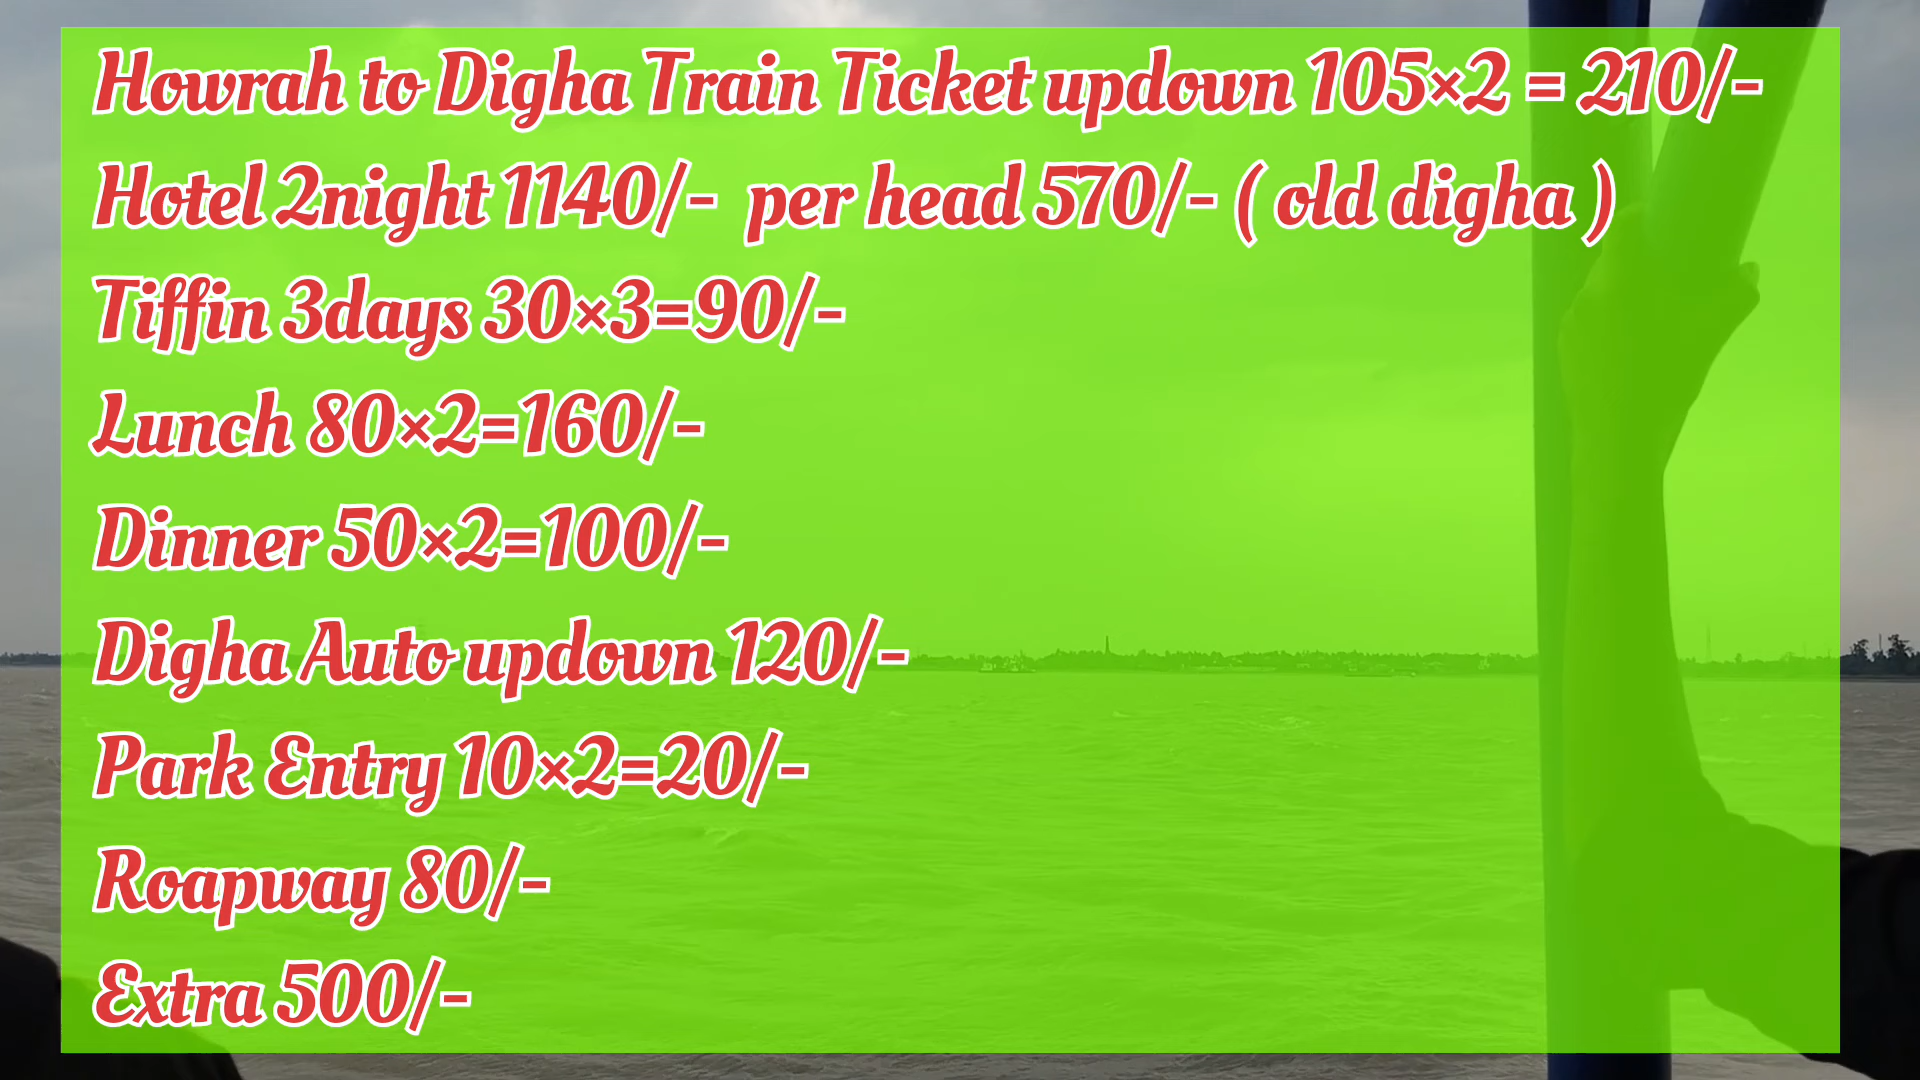 Howrah to Digha Train Ticket updown 105×2 = 210/-
Hotel 2night 1140/- per head 570/- ( old digha )
Tiffin 3days 30×3=90/-
Lunch 80×2=160/-
Dinner 50×2=100/-
Digha Auto updown 120/-
Park Entry 10×2=20/-
Roapway 80/-
Extra 500/-